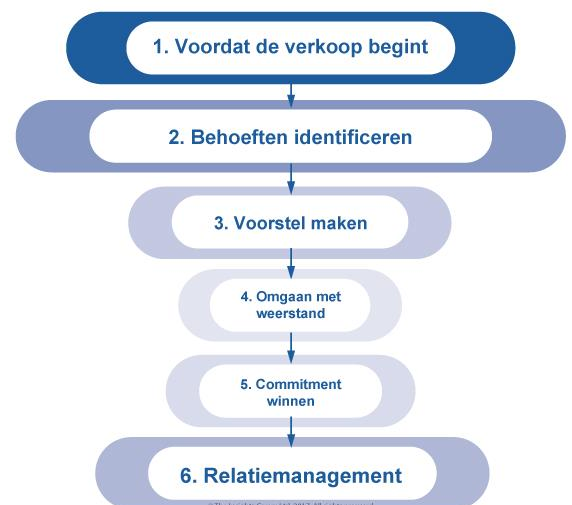 1. Voordat de verkoop begint
2. Behoeften identificeren
3. Voorstel maken
4. Omgaan met
weerstand
5. Commitment
winnen
6. Relatiemanagement